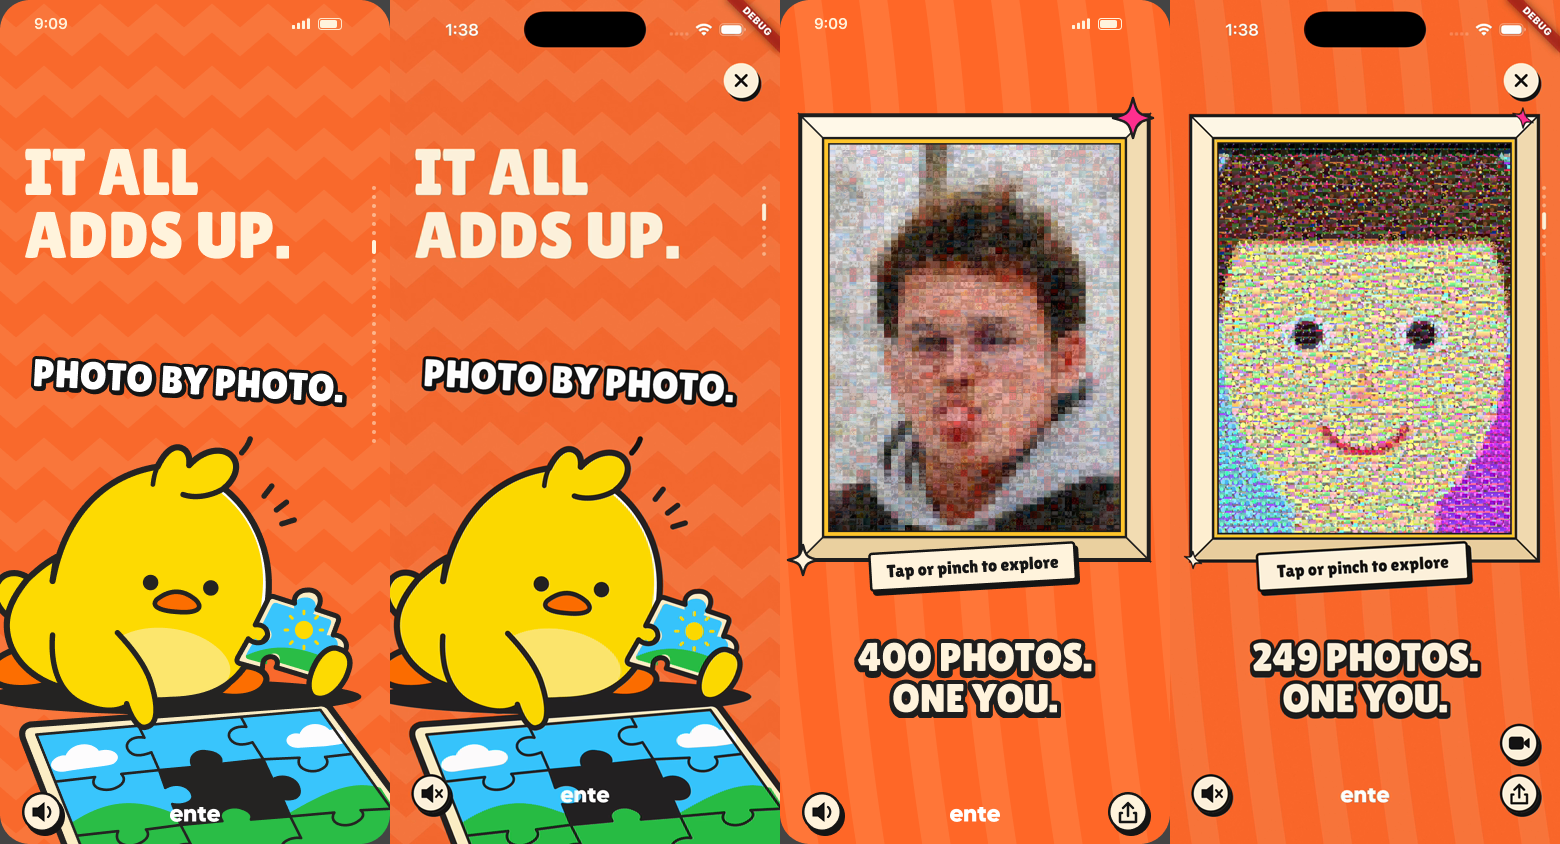 9:09
IT ALL
ADDS UP.
PHOTO BY PHOTO.
ente
1:38
DEBUG
IT ALL
ADDS UP.
PHOTO BY PHOTO.
ente
9:09
Tap or pinch to explore
400 PHOTOS.
ONE YOU.
ente
1:38
DEBUG
Tap or pinch to explore
249 PHOTOS.
ONE YOU.
ente